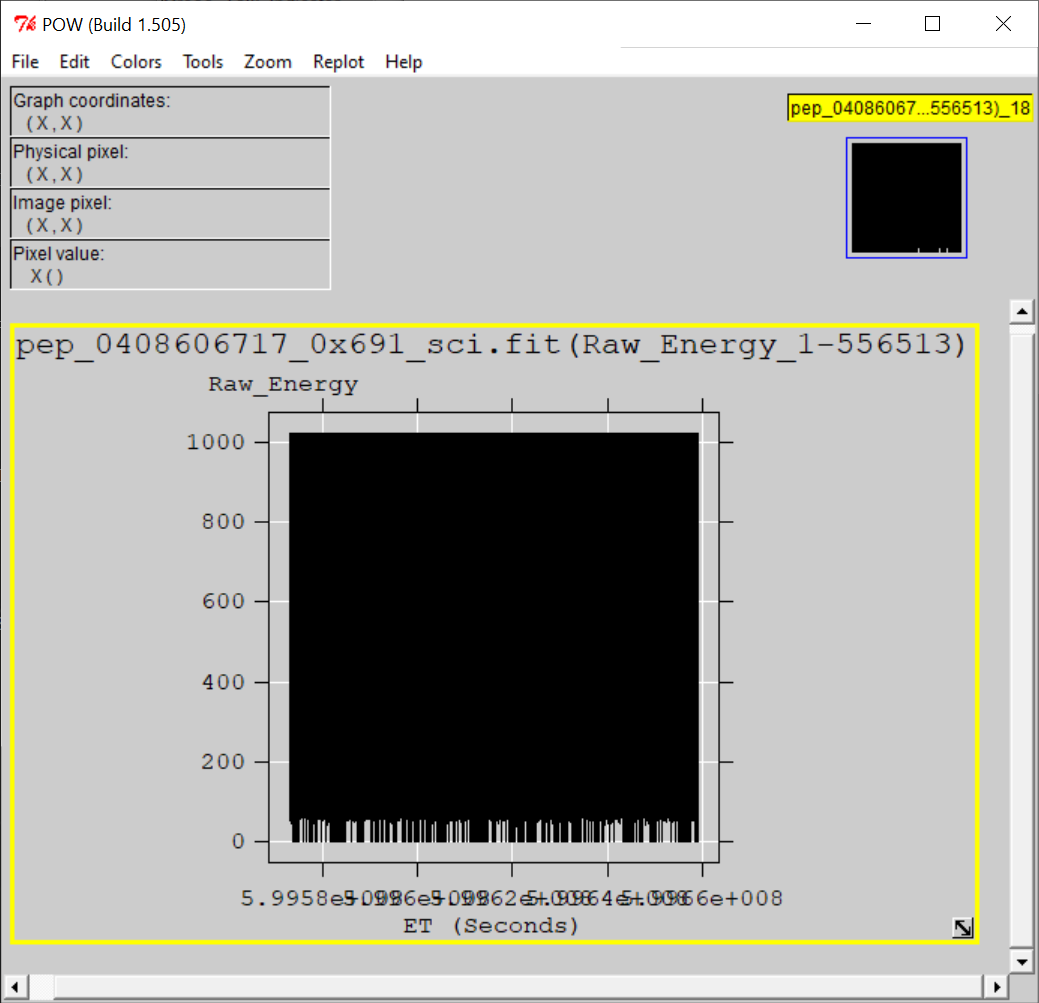 POW (Build 1.505)
File Edit Colors Tools Zoom Replot Help
Graph coordinates:
(X,X)
Physical pixel:
(X,X)
Image pixel:
(X,X)
Pixel value:
X()
pep_04086067...556513)_18
pep_0408606717_0x691_sci.fit(Raw_Energy_1-556513)
Raw_Energy
1000
800
600
400
200
0
ET (Seconds)